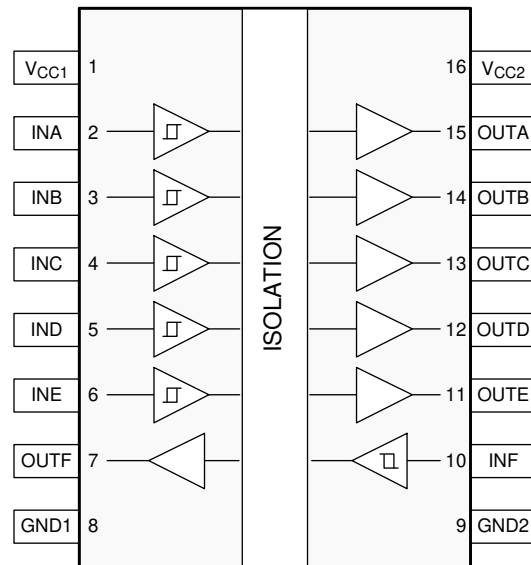 VCC1 1 16 VCC2
INA 2 15 OUTA
INB 3 14 OUTB
INC 4 13 OUTC
IND 5 12 OUTD
INE 6 11 OUTE
OUTF 7 10 INF
GND1 8 9 GND2
ISOLATION